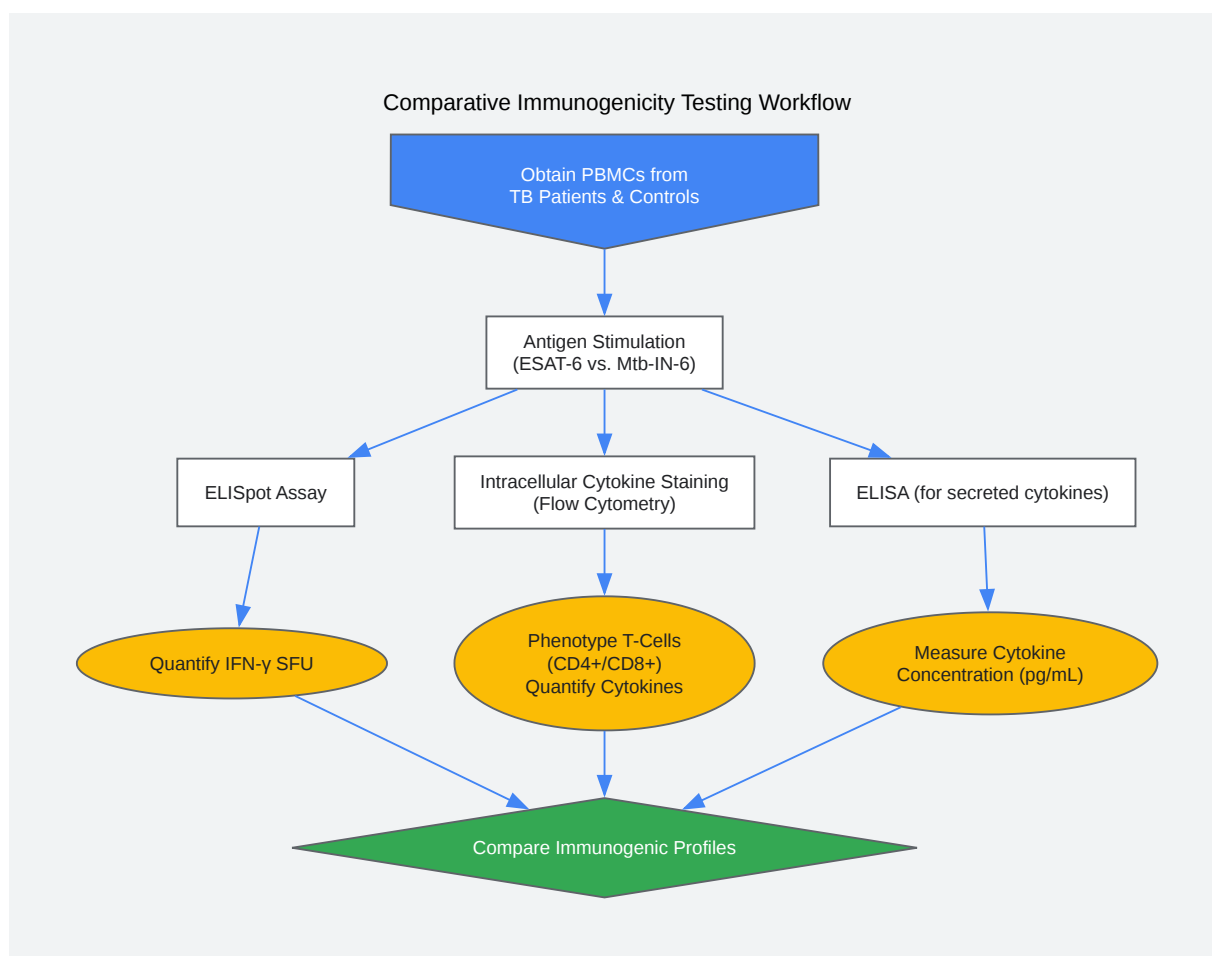 Comparative Immunogenicity Testing Workflow
Obtain PBMCs from
TB Patients & Controls
Antigen Stimulation
(ESAT-6 vs. Mtb-IN-6)
ELISpot Assay
Intracellular Cytokine Staining
(Flow Cytometry)
ELISA (for secreted cytokines)
Quantify IFN-γ SFU
Phenotype T-Cells
(CD4+/CD8+)
Quantify Cytokines
Measure Cytokine
Concentration (pg/mL)
Compare Immunogenic Profiles